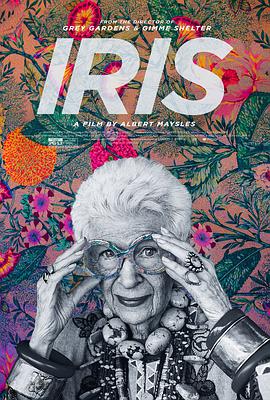 FROM THE DIRECTOR OF
GREY GARDENS & GIMME SHELTER
IRIS
A FILM BY ALBERT MAYSLES